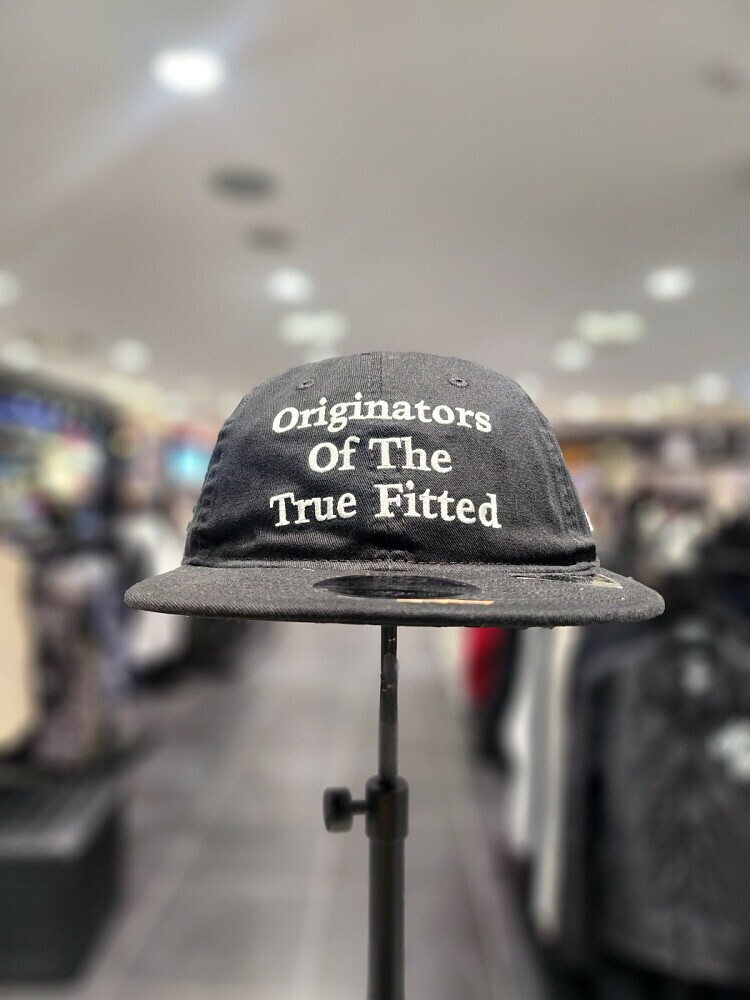 Originators
Of The
True Fitted